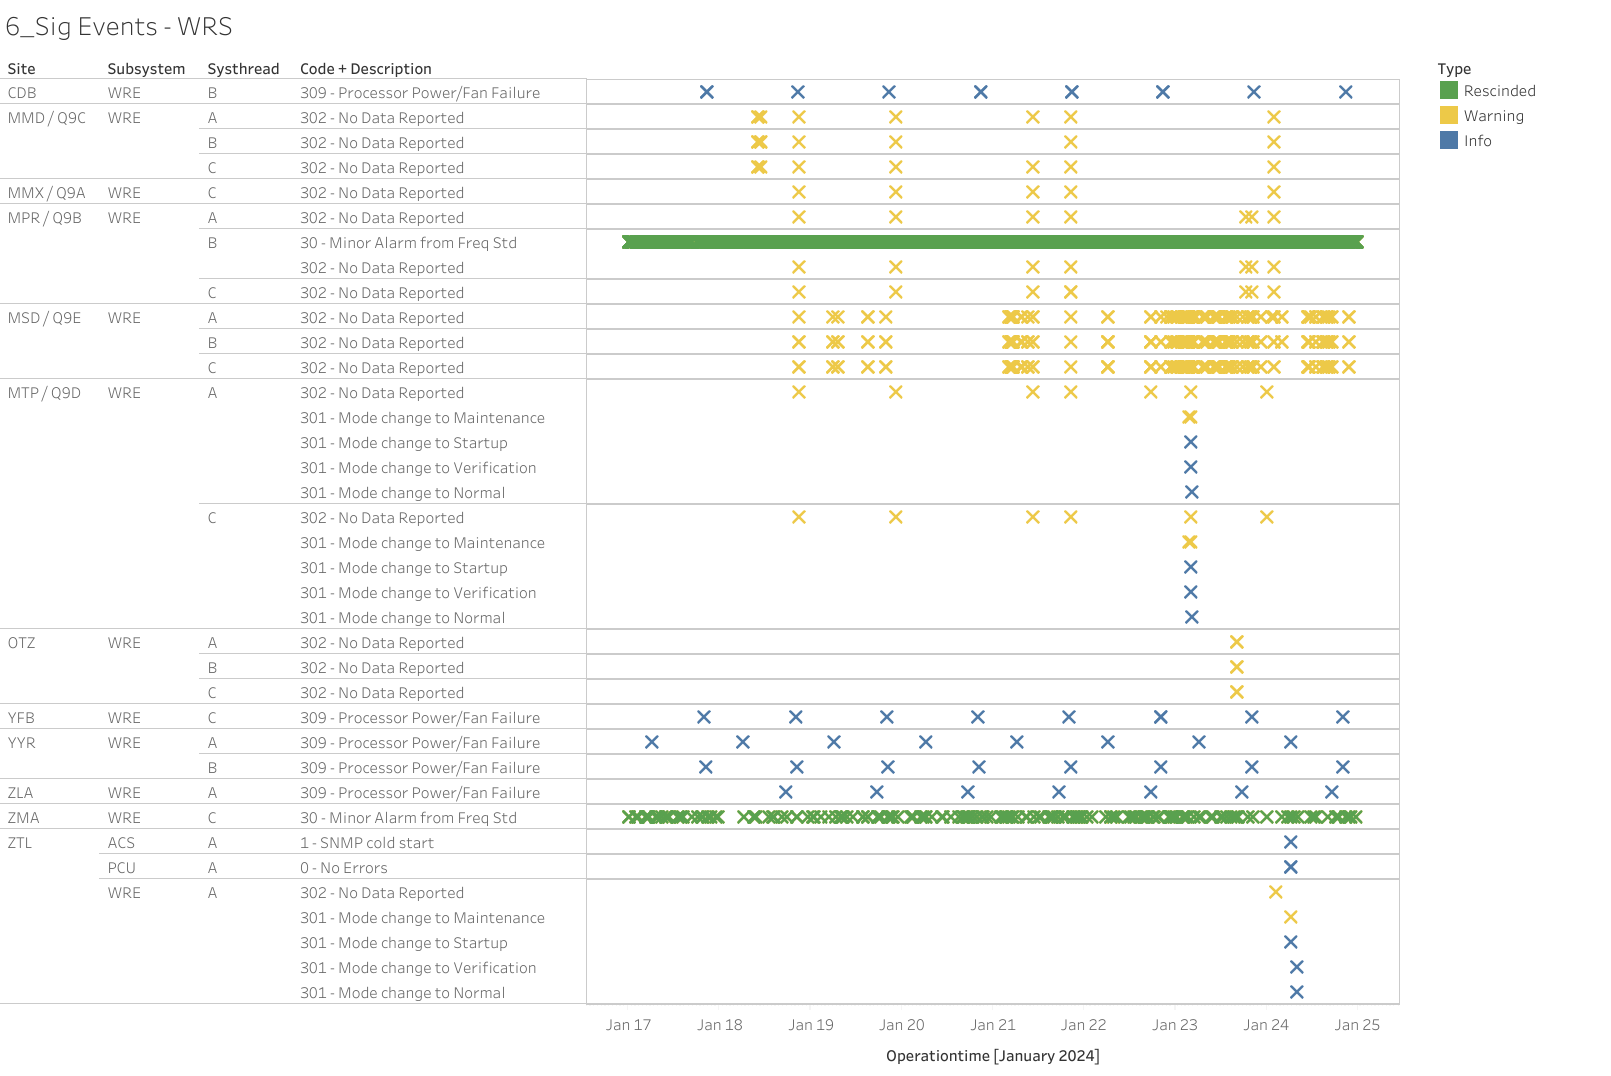 6_Sig Events - WRS
Site Subsystem Systhread Code + Description
Type
Rescinded
Warning
Info
CDB WRE B 309 - Processor Power/Fan Failure
MMD / Q9C WRE A 302 - No Data Reported
B 302 - No Data Reported
C 302 - No Data Reported
MMX / Q9A WRE C 302 - No Data Reported
MPR / Q9B WRE A 302 - No Data Reported
B 30 - Minor Alarm from Freq Std
302 - No Data Reported
C 302 - No Data Reported
MSD / Q9E WRE A 302 - No Data Reported
B 302 - No Data Reported
C 302 - No Data Reported
MTP / Q9D WRE A 302 - No Data Reported
301 - Mode change to Maintenance
301 - Mode change to Startup
301 - Mode change to Verification
301 - Mode change to Normal
C 302 - No Data Reported
301 - Mode change to Maintenance
301 - Mode change to Startup
301 - Mode change to Verification
301 - Mode change to Normal
OTZ WRE A 302 - No Data Reported
B 302 - No Data Reported
C 302 - No Data Reported
YFB WRE C 309 - Processor Power/Fan Failure
YYR WRE A 309 - Processor Power/Fan Failure
B 309 - Processor Power/Fan Failure
ZLA WRE A 309 - Processor Power/Fan Failure
ZMA WRE C 30 - Minor Alarm from Freq Std
ZTL ACS A 1 - SNMP cold start
PCU A 0 - No Errors
WRE A 302 - No Data Reported
301 - Mode change to Maintenance
301 - Mode change to Startup
301 - Mode change to Verification
301 - Mode change to Normal
Jan 17 Jan 18 Jan 19 Jan 20 Jan 21 Jan 22 Jan 23 Jan 24 Jan 25
Operationtime [January 2024]